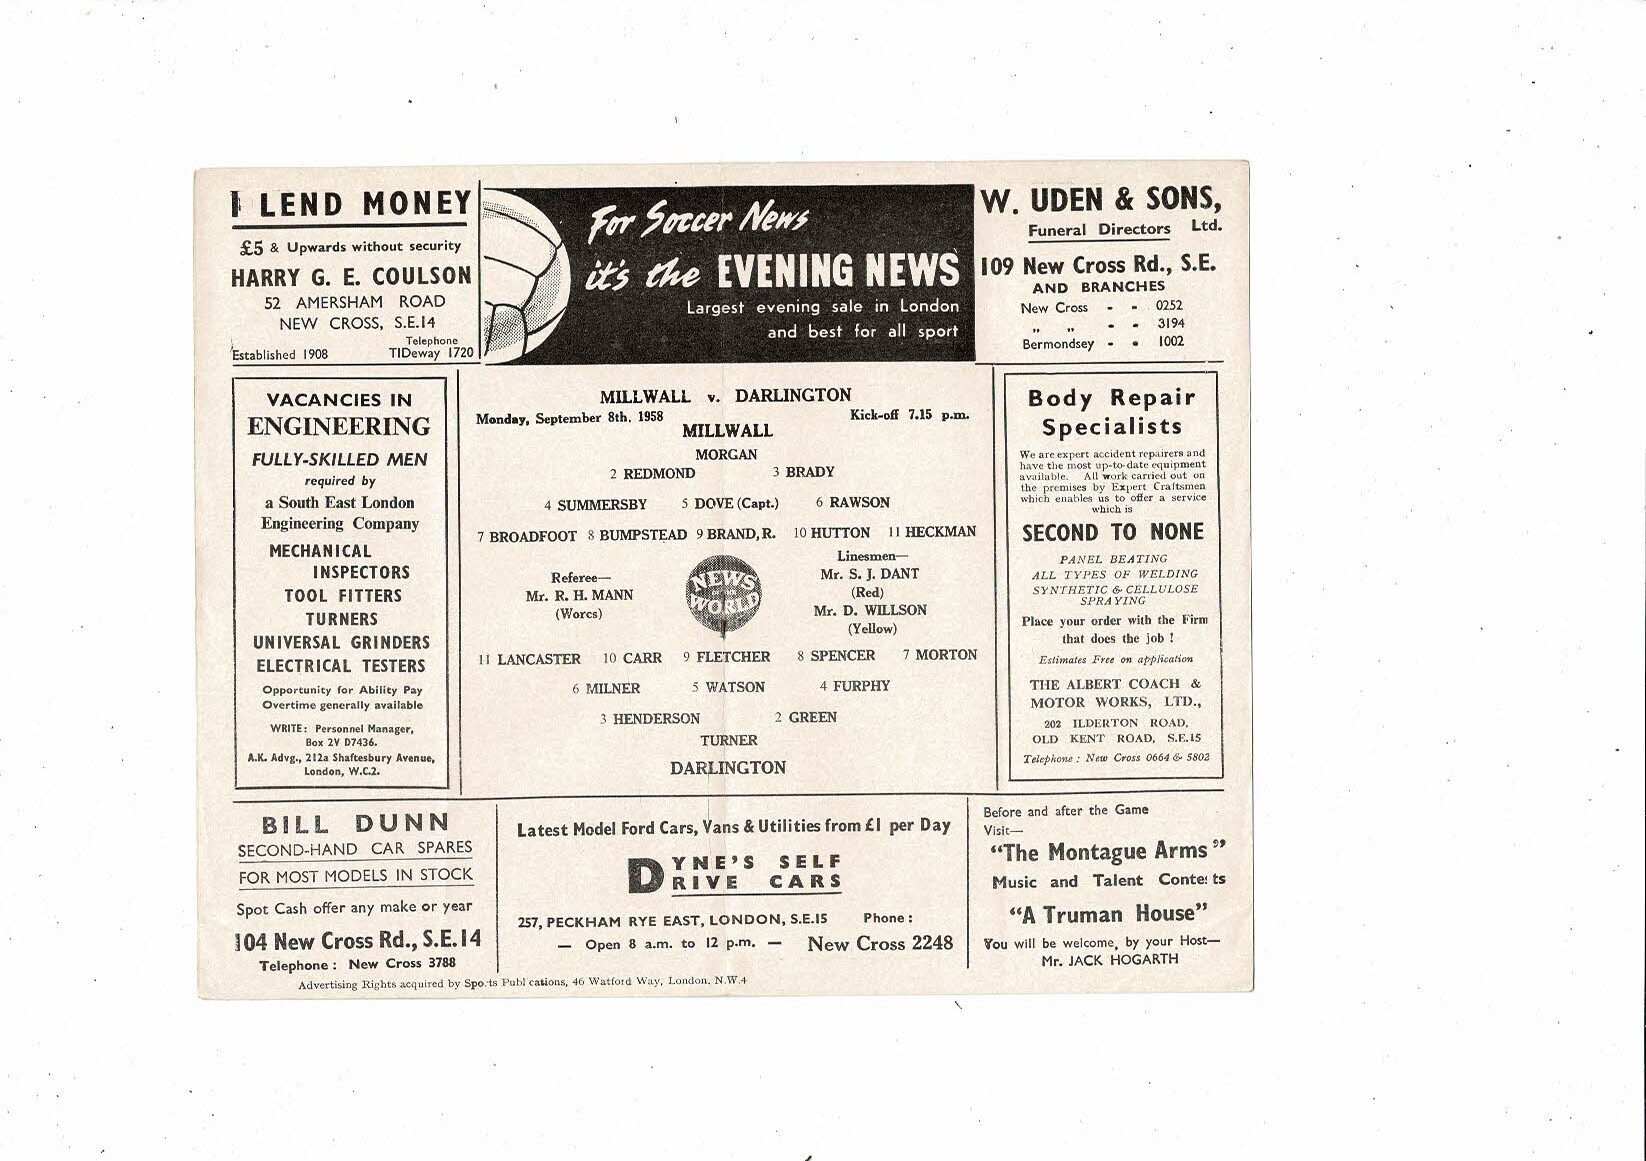 I LEND MONEY
£5 & Upwards without security
HARRY G. E. COULSON
52 AMERSHAM ROAD
NEW CROSS, S.E.14
Telephone
Established 1908 TIDeway 1720
For Soccer News
it's the EVENING NEWS
Largest evening sale in London
and best for all sport
W. UDEN & SONS,
Funeral Directors Ltd.
109 New Cross Rd., S.E.
AND BRANCHES
New Cross - - 0252
" " - - 3194
Bermondsey - - 1002
VACANCIES IN
ENGINEERING
FULLY-SKILLED MEN
required by
a South East London
Engineering Company
MECHANICAL
INSPECTORS
TOOL FITTERS
TURNERS
UNIVERSAL GRINDERS
ELECTRICAL TESTERS
Opportunity for Ability Pay
Overtime generally available
WRITE: Personnel Manager,
Box 2V D7436.
A.K. Advg., 212a Shaftesbury Avenue,
London, W.C.2.
MILLWALL v. DARLINGTON
Monday, September 8th, 1958 Kick-off 7.15 p.m.
MILLWALL
MORGAN
2 REDMOND 3 BRADY
4 SUMMERSBY 5 DOVE (Capt.) 6 RAWSON
7 BROADFOOT 8 BUMPSTEAD 9 BRAND, R. 10 HUTTON 11 HECKMAN
Referee—
Mr. R. H. MANN
(Worcs)
NEWS
OF THE
WORLD
Linesmen—
Mr. S. J. DANT
(Red)
Mr. D. WILLSON
(Yellow)
11 LANCASTER 10 CARR 9 FLETCHER 8 SPENCER 7 MORTON
6 MILNER 5 WATSON 4 FURPHY
3 HENDERSON 2 GREEN
TURNER
DARLINGTON
Body Repair
Specialists
We are expert accident repairers and
have the most up-to-date equipment
available. All work carried out on
the premises by Expert Craftsmen
which enables us to offer a service
which is
SECOND TO NONE
PANEL BEATING
ALL TYPES OF WELDING
SYNTHETIC & CELLULOSE
SPRAYING
Place your order with the Firm
that does the job !
Estimates Free on application
THE ALBERT COACH &
MOTOR WORKS, LTD.,
202 ILDERTON ROAD,
OLD KENT ROAD, S.E.15
Telephone : New Cross 0664 & 5802
BILL DUNN
SECOND-HAND CAR SPARES
FOR MOST MODELS IN STOCK
Spot Cash offer any make or year
104 New Cross Rd., S.E.14
Telephone : New Cross 3788
Latest Model Ford Cars, Vans & Utilities from £1 per Day
DYNE'S SELF
DRIVE CARS
257, PECKHAM RYE EAST, LONDON, S.E.15 Phone :
— Open 8 a.m. to 12 p.m. — New Cross 2248
Before and after the Game
Visit—
"The Montague Arms"
Music and Talent Contests
"A Truman House"
You will be welcome, by your Host—
Mr. JACK HOGARTH
Advertising Rights acquired by Sports Publications, 46 Watford Way, London, N.W.4